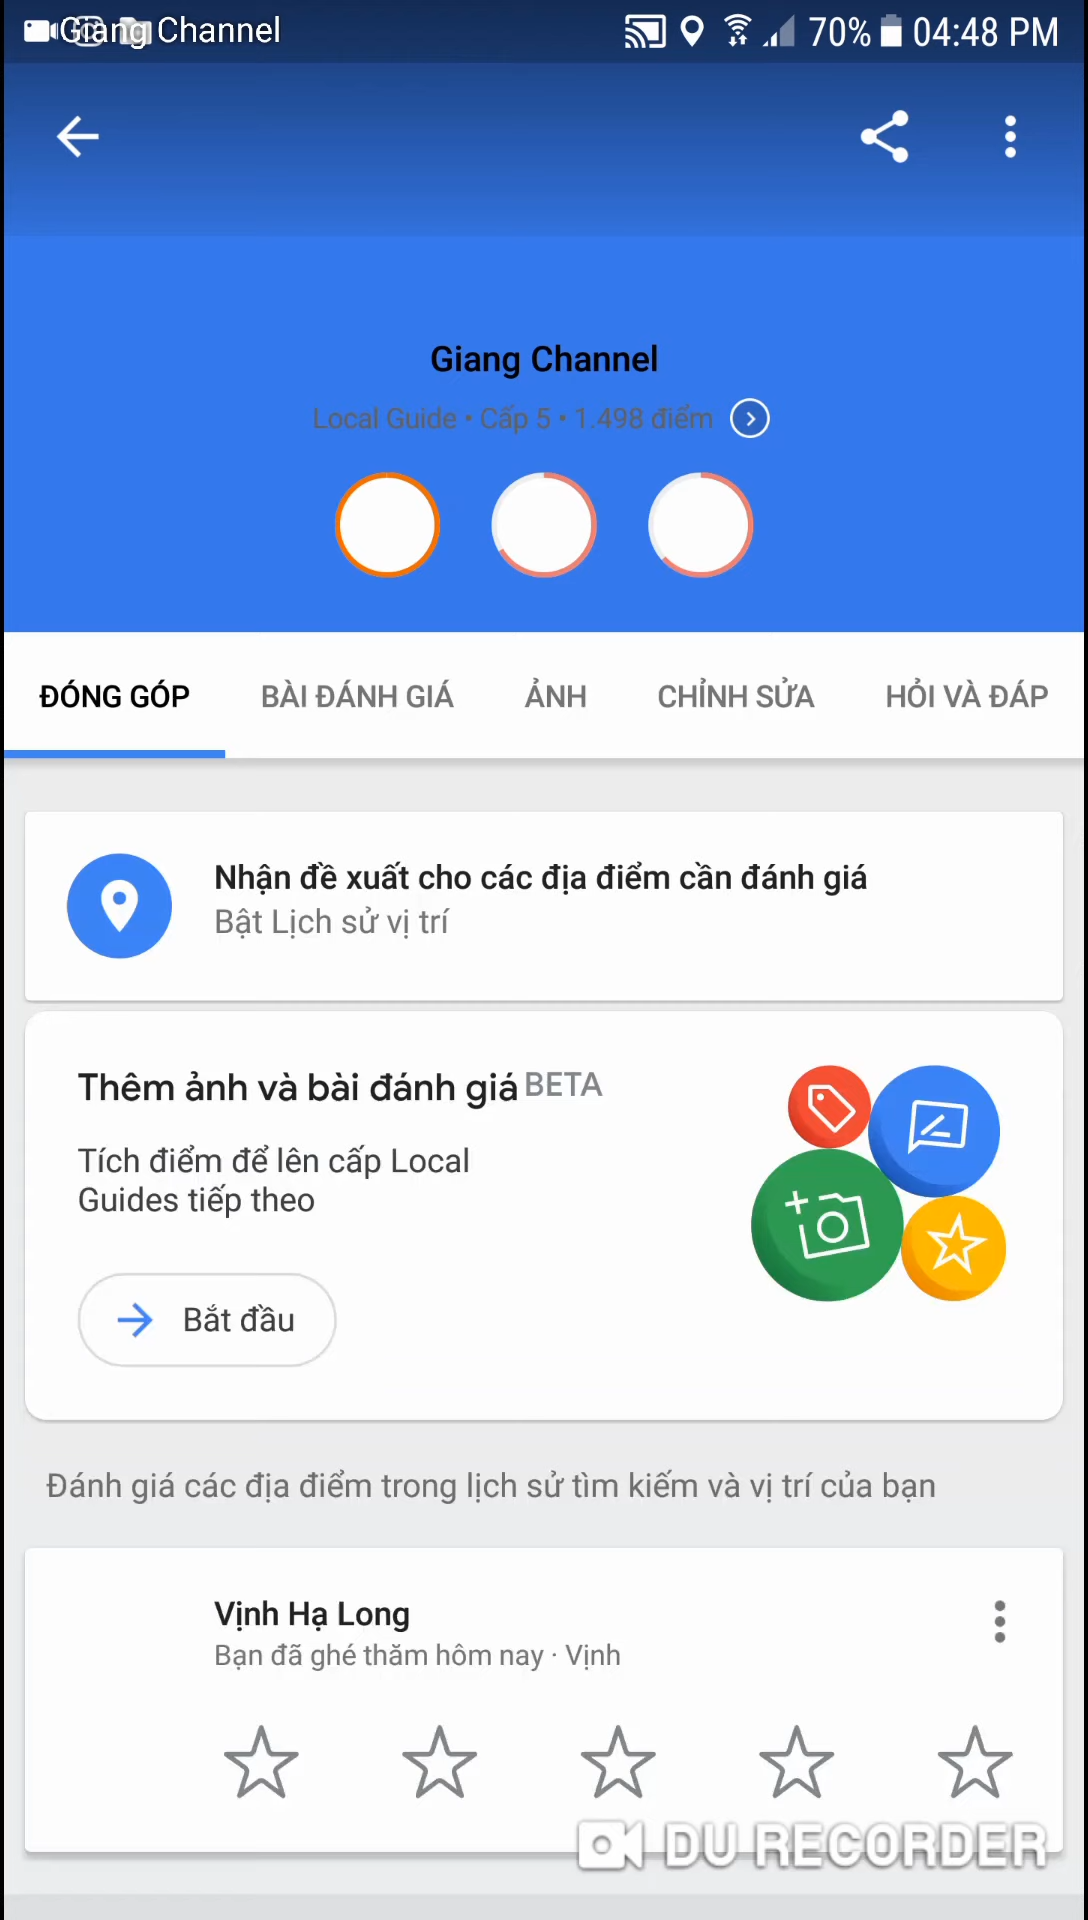 Giang Channel
70% 04:48 PM
Giang Channel
Local Guide • Cấp 5 • 1.498 điểm
ĐÓNG GÓP BÀI ĐÁNH GIÁ ẢNH CHỈNH SỬA HỎI VÀ ĐÁP
Nhận đề xuất cho các địa điểm cần đánh giá
Bật Lịch sử vị trí
Thêm ảnh và bài đánh giá BETA
Tích điểm để lên cấp Local
Guides tiếp theo
Bắt đầu
Đánh giá các địa điểm trong lịch sử tìm kiếm và vị trí của bạn
Vịnh Hạ Long
Bạn đã ghé thăm hôm nay · Vịnh
DU RECORDER